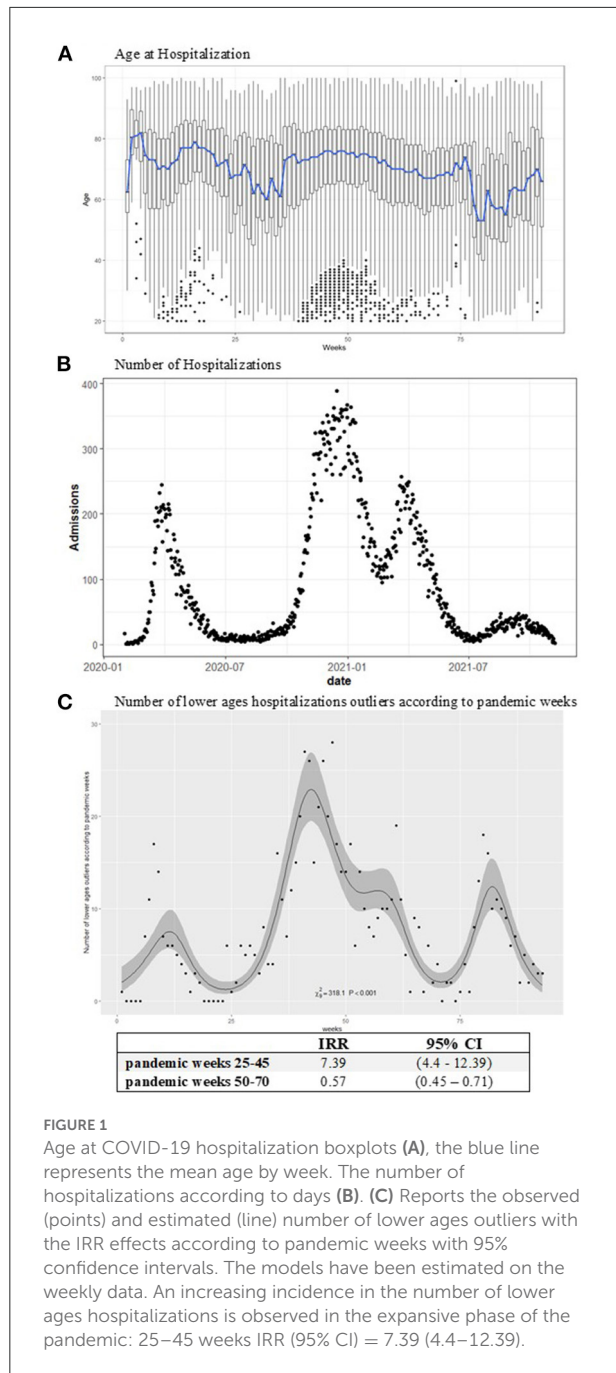 A Age at Hospitalization
100
80
60
40
20
Age
0 25 50 75
Weeks
B Number of Hospitalizations
400
300
200
100
0
Admissions
2020-01 2020-07 2021-01 2021-07
date
C Number of lower ages hospitalizations outliers according to pandemic weeks
30
20
10
0
Number of lower ages outliers according to pandemic weeks
χ²₈ = 318.1 P < 0.001
0 25 50 75
weeks
IRR 95% CI
pandemic weeks 25-45 7.39 (4.4 - 12.39)
pandemic weeks 50-70 0.57 (0.45 – 0.71)
FIGURE 1
Age at COVID-19 hospitalization boxplots (A), the blue line
represents the mean age by week. The number of
hospitalizations according to days (B). (C) Reports the observed
(points) and estimated (line) number of lower ages outliers with
the IRR effects according to pandemic weeks with 95%
confidence intervals. The models have been estimated on the
weekly data. An increasing incidence in the number of lower
ages hospitalizations is observed in the expansive phase of the
pandemic: 25–45 weeks IRR (95% CI) = 7.39 (4.4–12.39).